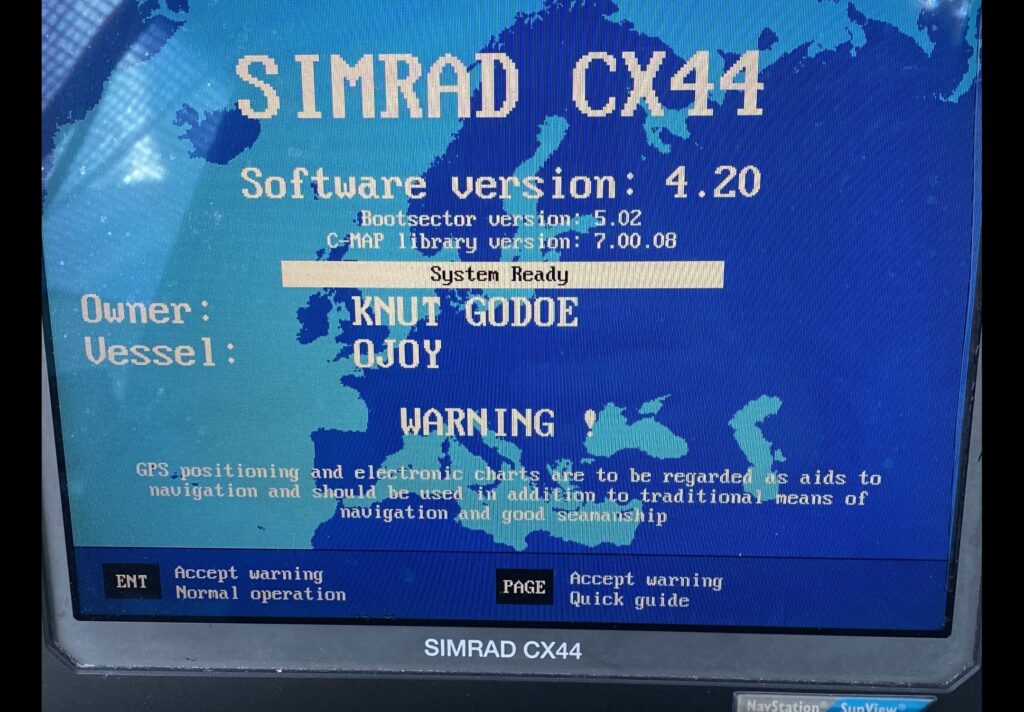 SIMRAD CX44
Software version: 4.20
Bootsector version: 5.02
C-MAP library version: 7.00.08
System Ready
Owner: KNUT GODOE
Vessel: OJOY
WARNING !
GPS positioning and electronic charts are to be regarded as aids to
navigation and should be used in addition to traditional means of
navigation and good seamanship
ENT Accept warning
Normal operation
PAGE Accept warning
Quick guide
SIMRAD CX44
NavStation® SunView®